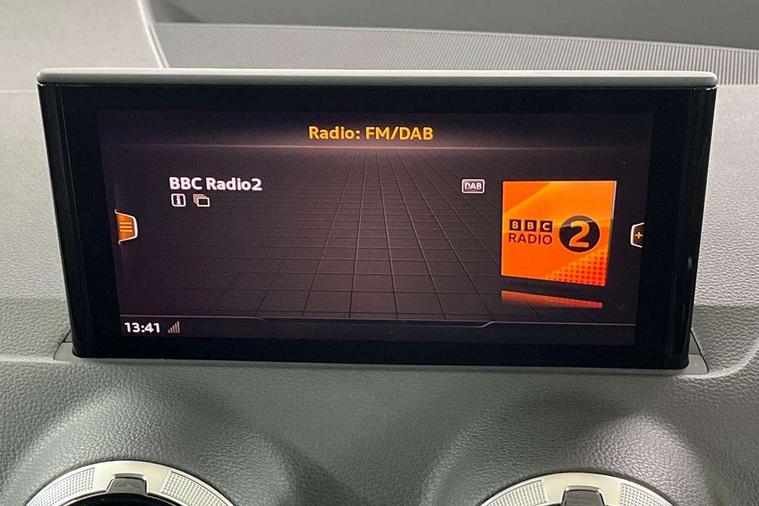 Radio: FM/DAB
BBC Radio2
DAB
BBC
RADIO 2
13:41